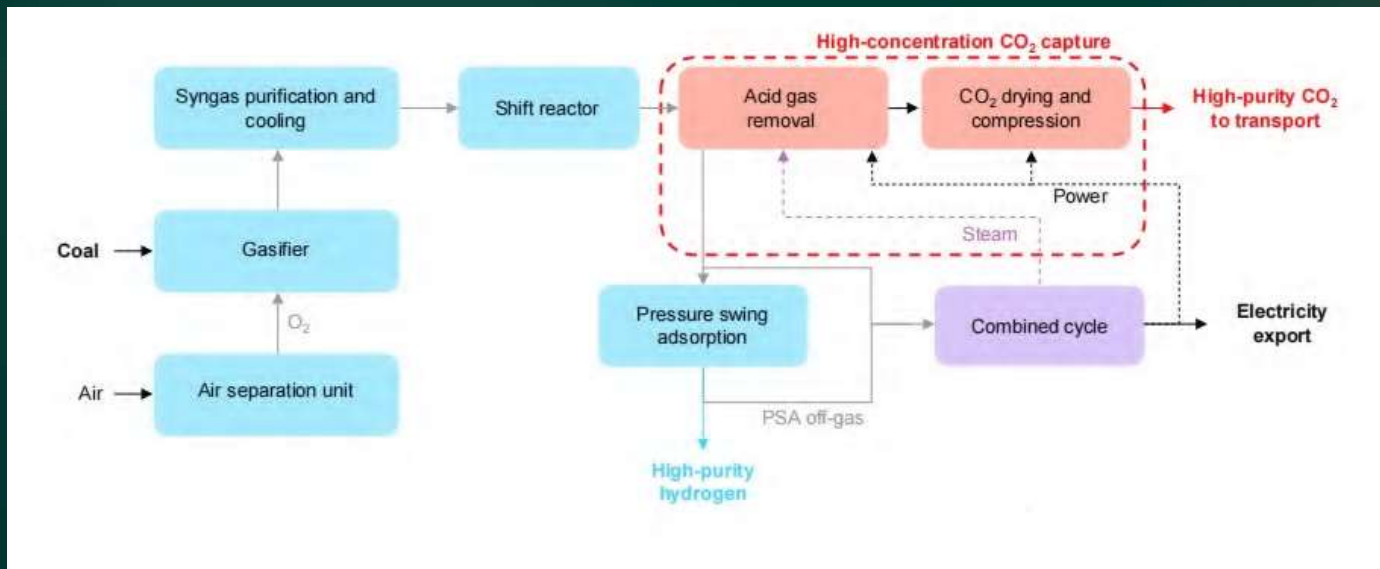 High-concentration CO₂ capture
Syngas purification and
cooling
Shift reactor
Acid gas
removal
CO₂ drying and
compression
High-purity CO₂
to transport
Power
Steam
Coal
Gasifier
O₂
Pressure swing
adsorption
Combined cycle
Electricity
export
Air
Air separation unit
PSA off-gas
High-purity
hydrogen